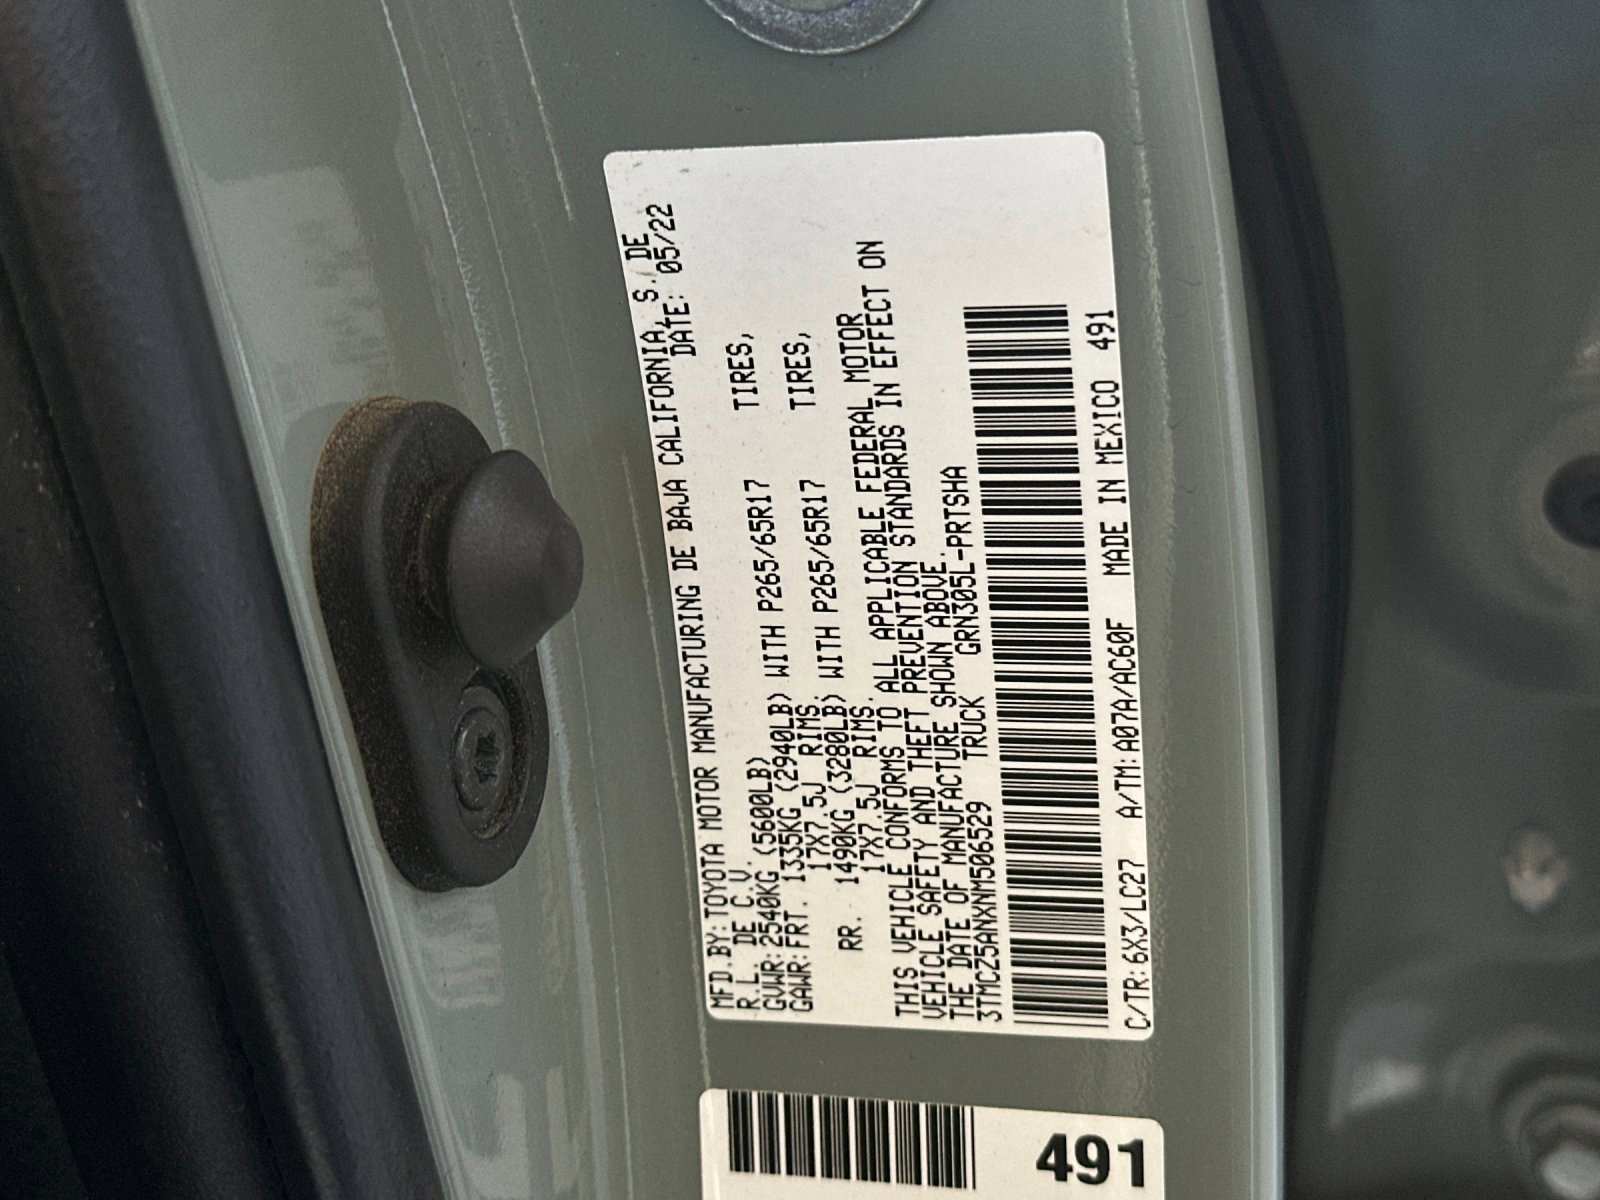 MFD.BY:TOYOTA MOTOR MANUFACTURING DE BAJA CALIFORNIA, S. DE
R.L. DE C.V. DATE: 05/22
GVWR:2540KG (5600LB)
GAWR:FRT. 1335KG (2940LB) WITH P265/65R17 TIRES,
17X7.5J RIMS.
RR. 1490KG (3280LB) WITH P265/65R17 TIRES,
17X7.5J RIMS.
THIS VEHICLE CONFORMS TO ALL APPLICABLE FEDERAL MOTOR
VEHICLE SAFETY AND THEFT PREVENTION STANDARDS IN EFFECT ON
THE DATE OF MANUFACTURE SHOWN ABOVE.
3TMCZ5ANXNM506529 TRUCK GRN305L-PRTSHA
C/TR:6X3/LC27 A/TM:A07A/AC60F MADE IN MEXICO 491
491